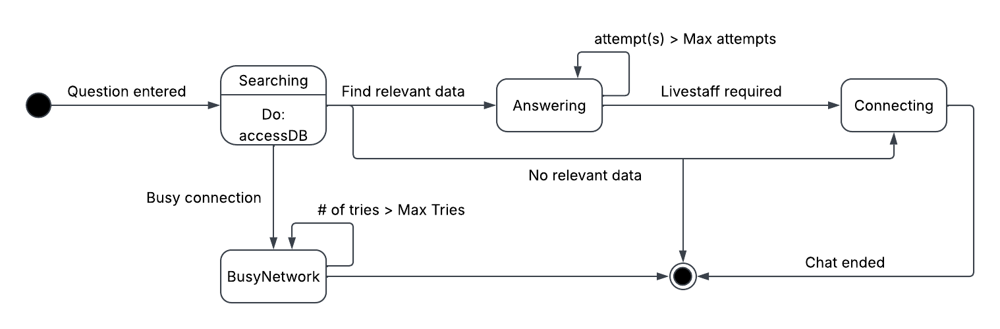 attempt(s) > Max attempts
Question entered
Searching
Find relevant data
Answering
Livestaff required
Connecting
Do:
accessDB
No relevant data
Busy connection
# of tries > Max Tries
BusyNetwork
Chat ended